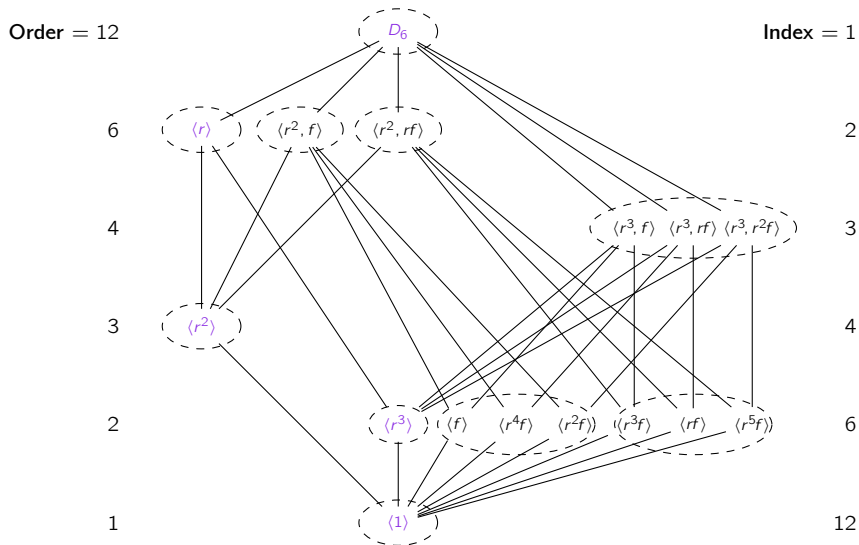 Order = 12 D₆ Index = 1
6 ⟨r⟩ ⟨r², f⟩ ⟨r², rf⟩ 2
4 ⟨r³, f⟩ ⟨r³, rf⟩ ⟨r³, r²f⟩ 3
3 ⟨r²⟩ 4
2 ⟨r³⟩ ⟨f⟩ ⟨r⁴f⟩ ⟨r²f⟩ ⟨r³f⟩ ⟨rf⟩ ⟨r⁵f⟩ 6
1 ⟨1⟩ 12